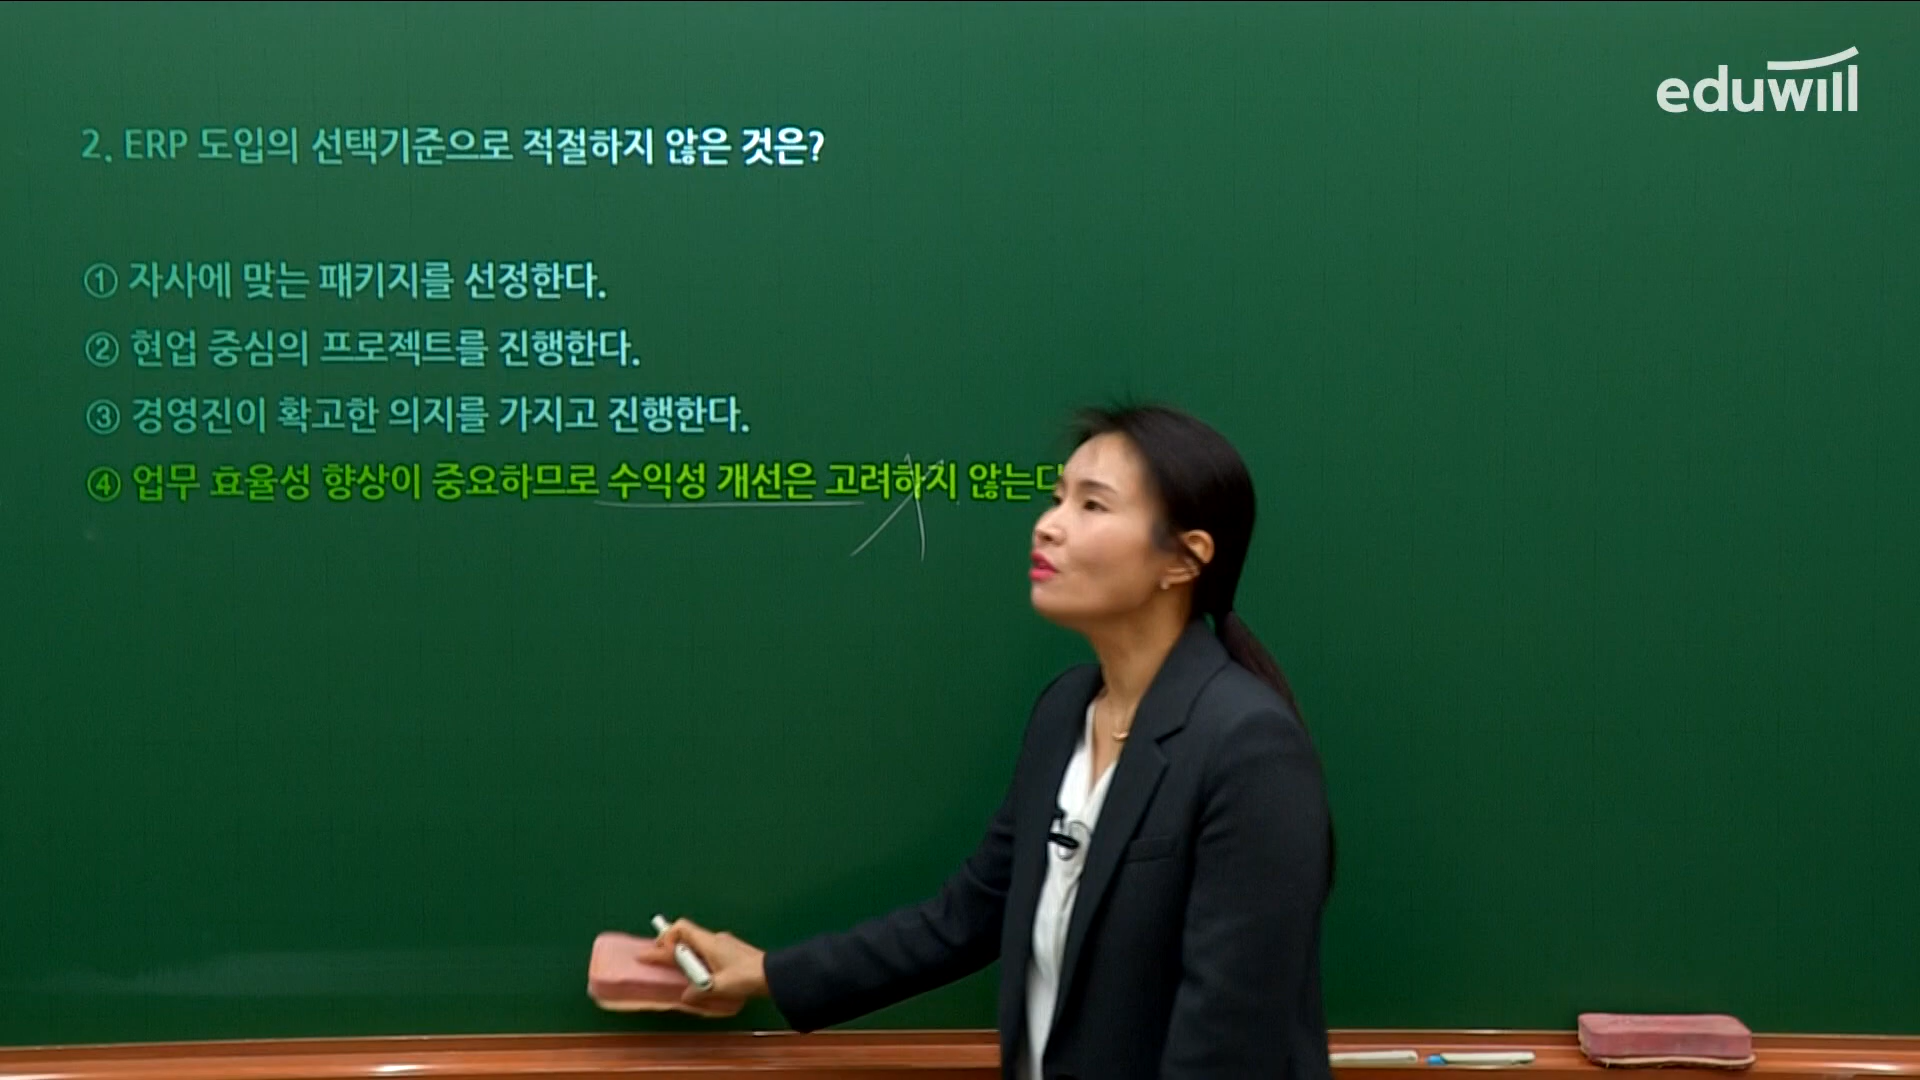 eduwill
2. ERP 도입의 선택기준으로 적절하지 않은 것은?
① 자사에 맞는 패키지를 선정한다.
② 현업 중심의 프로젝트를 진행한다.
③ 경영진이 확고한 의지를 가지고 진행한다.
④ 업무 효율성 향상이 중요하므로 수익성 개선은 고려하지 않는다